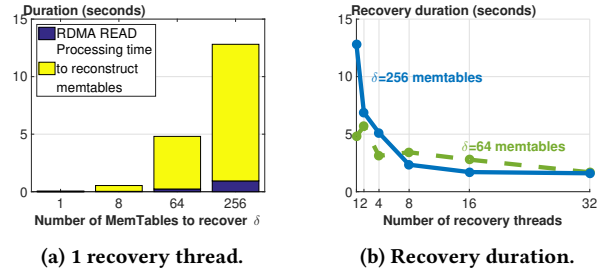 Duration (seconds)
15
10
5
0
RDMA READ
Processing time
to reconstruct
memtables
1
8
64
256
Number of MemTables to recover δ
(a) 1 recovery thread.
Recovery duration (seconds)
15
10
5
0
δ=256 memtables
δ=64 memtables
1 2 4 8 16 32
Number of recovery threads
(b) Recovery duration.